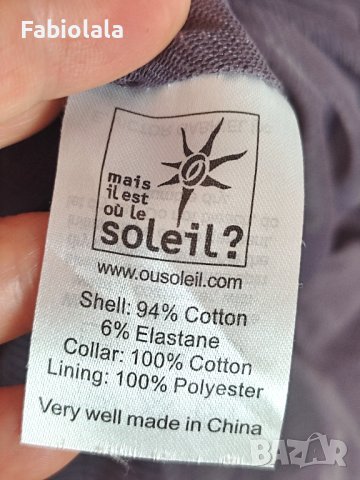 Fabiolala
mais
il est
où le
soleil?
www.ousoleil.com
Shell: 94% Cotton
6% Elastane
Collar: 100% Cotton
Lining: 100% Polyester
Very well made in China
BAZAR